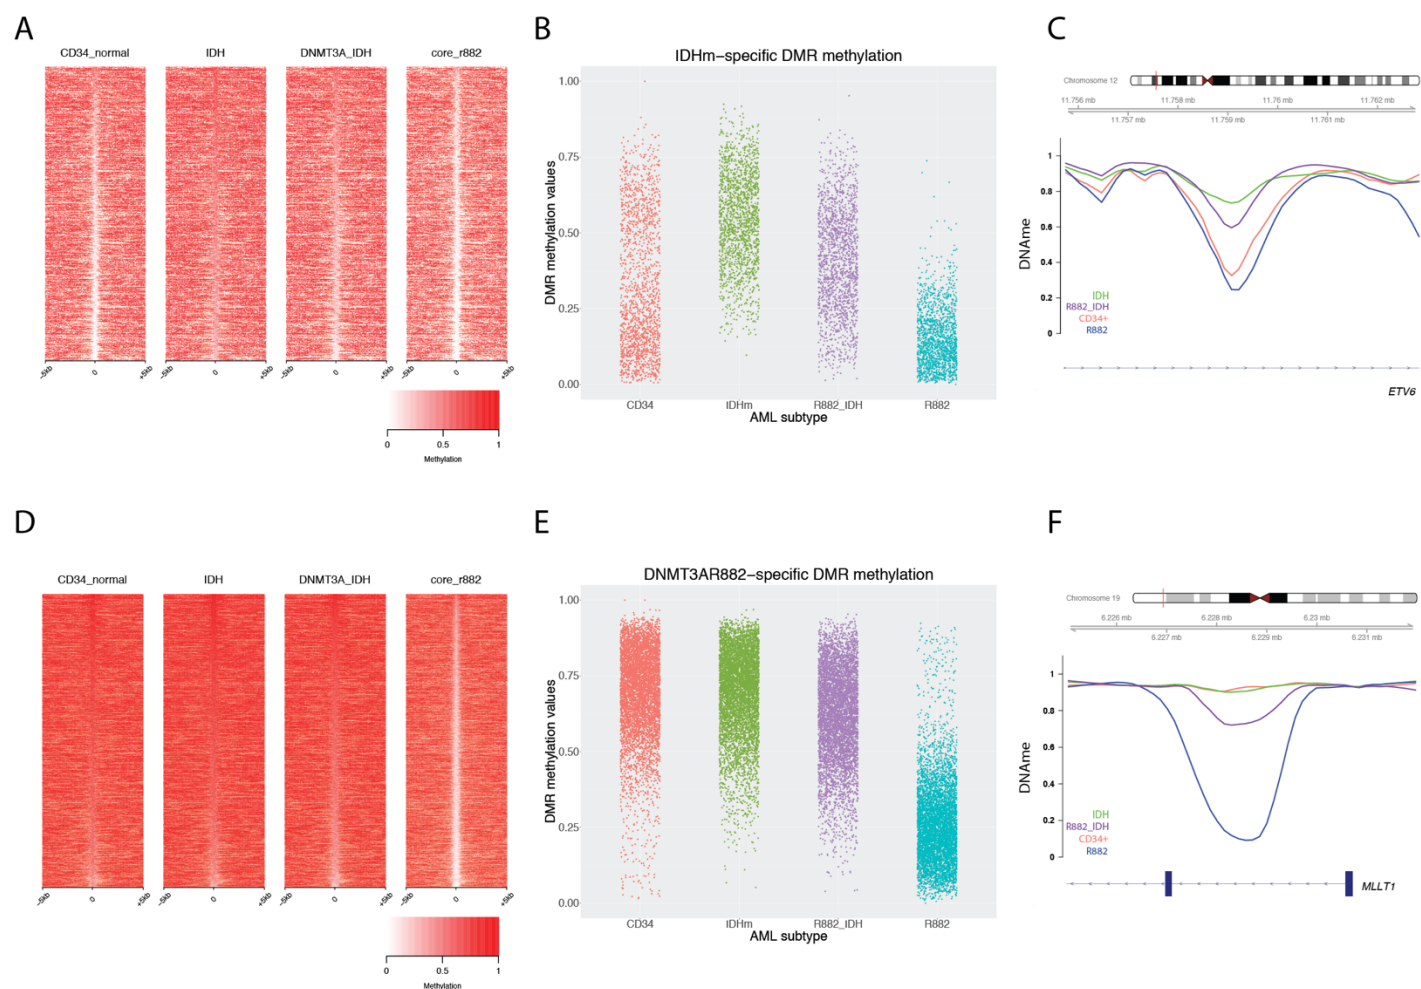 A
CD34_normal
IDH
DNMT3A_IDH
core_r882
-5kb
0
+5kb
-5kb
0
+5kb
-5kb
0
+5kb
-5kb
0
+5kb
0
0.5
1
Methylation
B
IDHm-specific DMR methylation
DMR methylation values
1.00
0.75
0.50
0.25
0.00
CD34
IDHm
R882_IDH
R882
AML subtype
C
Chromosome 12
11.756 mb
11.758 mb
11.76 mb
11.762 mb
11.757 mb
11.759 mb
11.761 mb
DNAme
1
0.8
0.6
0.4
0.2
0
IDH
R882_IDH
CD34+
R882
ETV6
D
CD34_normal
IDH
DNMT3A_IDH
core_r882
-5kb
0
+5kb
-5kb
0
+5kb
-5kb
0
+5kb
-5kb
0
+5kb
0
0.5
1
Methylation
E
DNMT3AR882-specific DMR methylation
DMR methylation values
1.00
0.75
0.50
0.25
0.00
CD34
IDHm
R882_IDH
R882
AML subtype
F
Chromosome 19
6.226 mb
6.228 mb
6.23 mb
6.227 mb
6.229 mb
6.231 mb
DNAme
1
0.8
0.6
0.4
0.2
0
IDH
R882_IDH
CD34+
R882
MLLT1